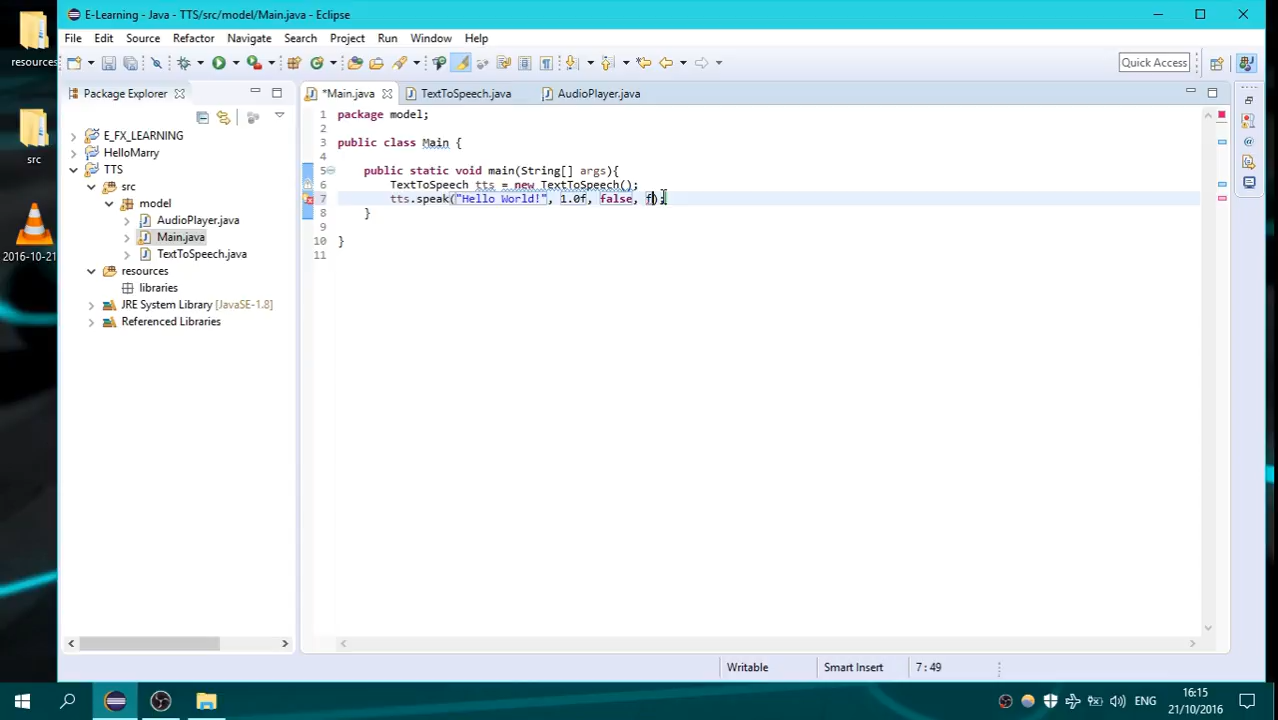 E-Learning - Java - TTS/src/model/Main.java - Eclipse
File Edit Source Refactor Navigate Search Project Run Window Help
Quick Access
resources
src
2016-10-21
Package Explorer
E_FX_LEARNING
HelloMarry
TTS
src
model
AudioPlayer.java
Main.java
TextToSpeech.java
resources
libraries
JRE System Library [JavaSE-1.8]
Referenced Libraries
*Main.java TextToSpeech.java AudioPlayer.java
1 package model;
2
3 public class Main {
4
5 public static void main(String[] args){
6 TextToSpeech tts = new TextToSpeech();
7 tts.speak("Hello World!", 1.0f, false, f);
8 }
9
10 }
11
Writable Smart Insert 7 : 49
ENG
16:15
21/10/2016